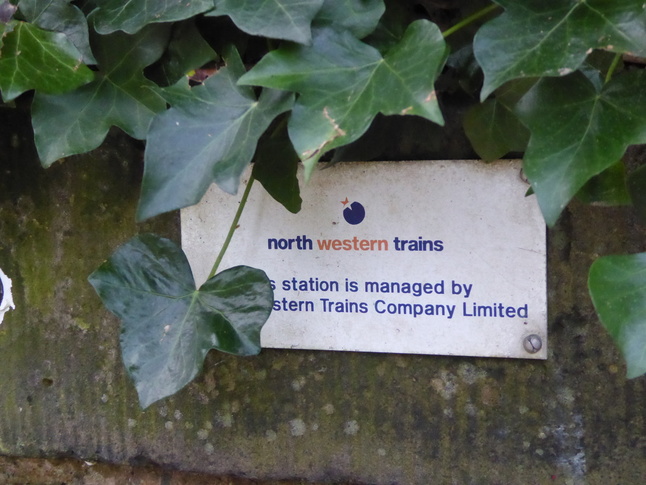 north western trains
s station is managed by
stern Trains Company Limited